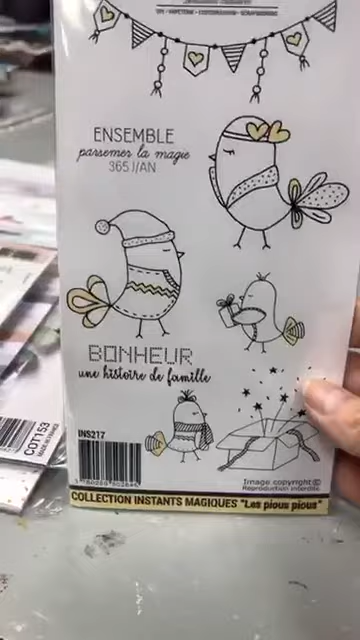 ENSEMBLE
parsemez la magie
365 J/AN
BONHEUR
une histoire de famille
INS217
COT153
Image copyright ©
Reproduction interdite
COLLECTION INSTANTS MAGIQUES "Les pious pious"